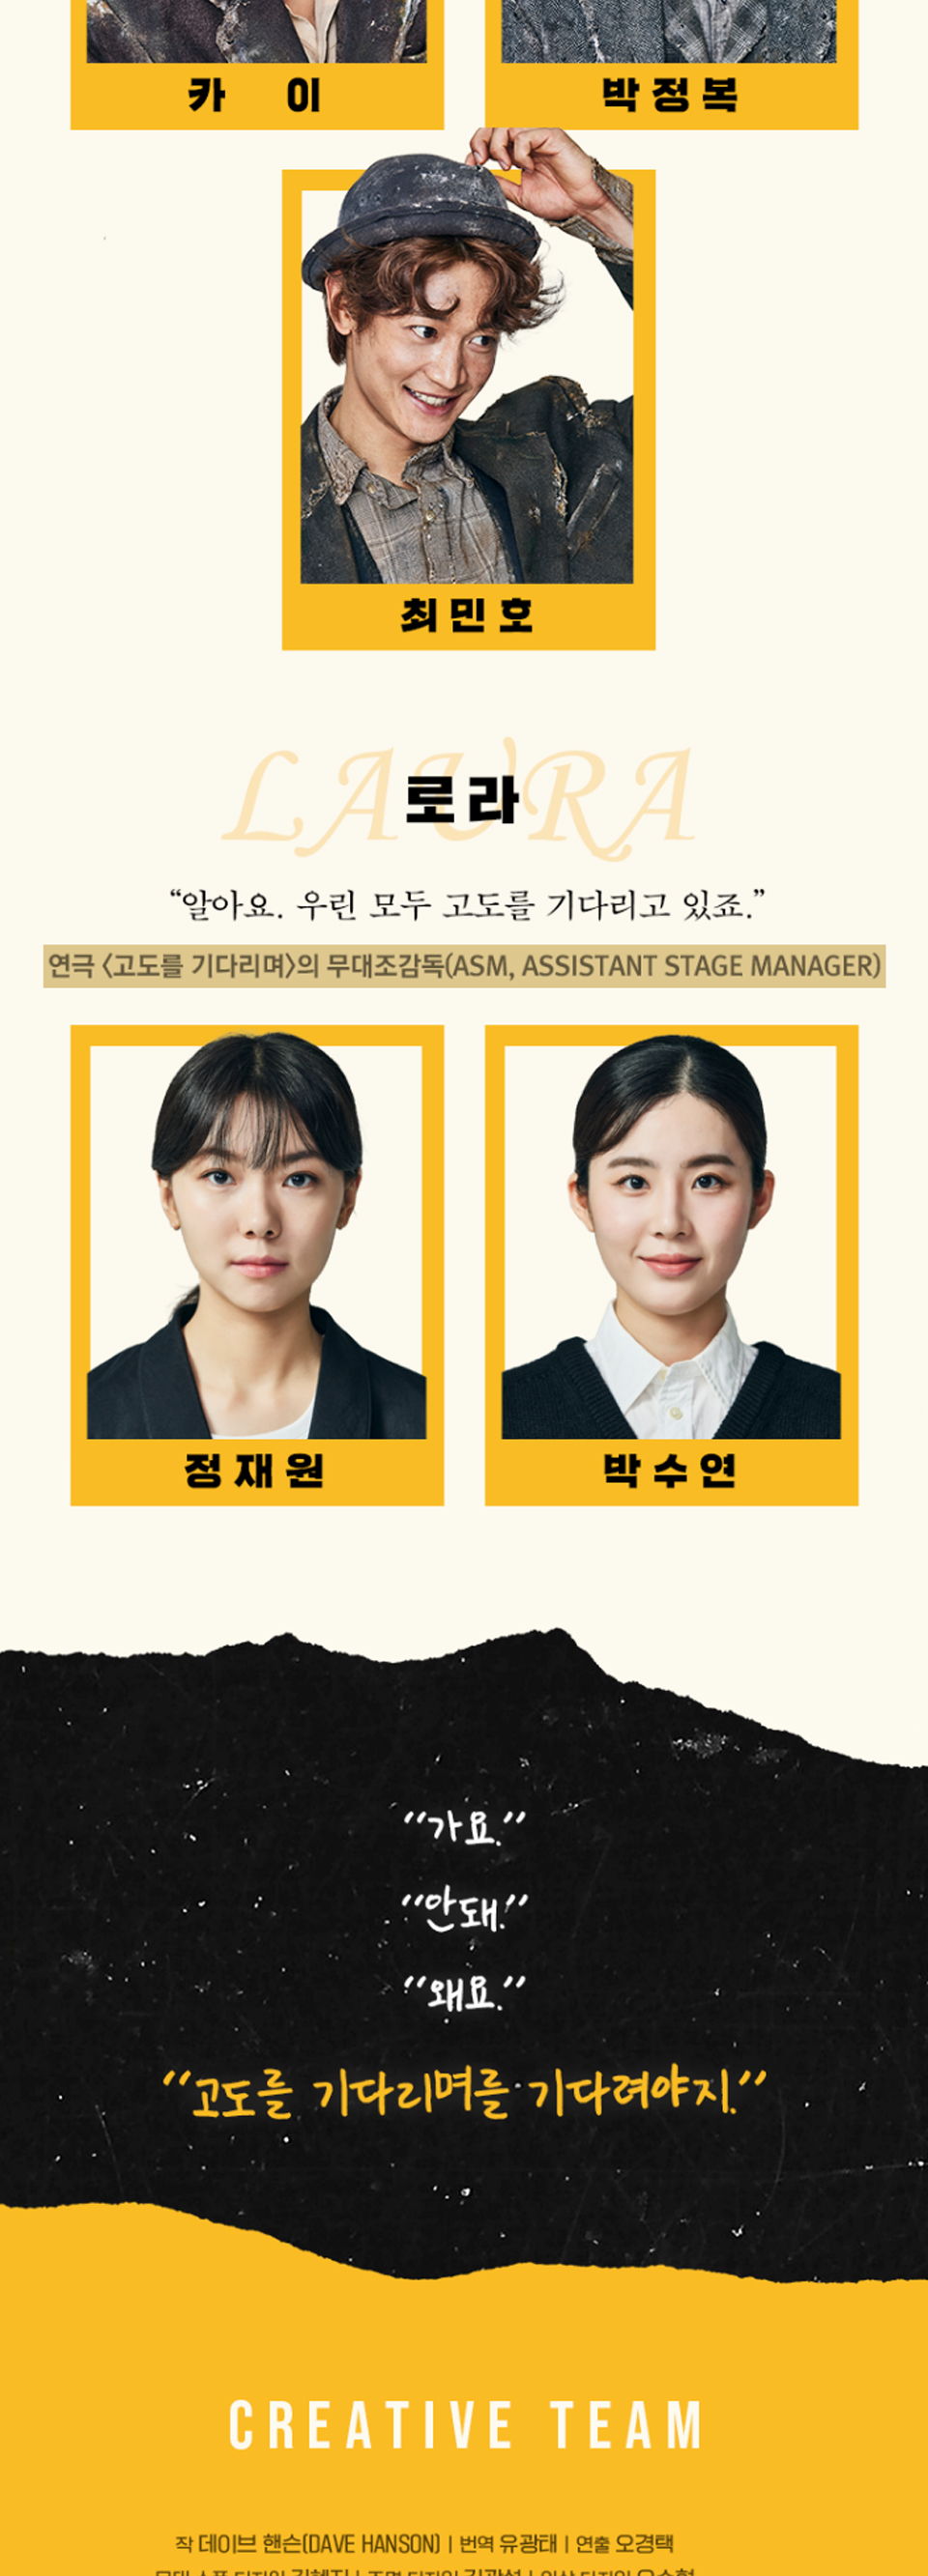 카 이
박정복
최민호
LAURA
로라
“알아요. 우린 모두 고도를 기다리고 있죠.”
연극 〈고도를 기다리며〉의 무대조감독(ASM, ASSISTANT STAGE MANAGER)
정재원
박수연
“가요.”
“안돼.”
“왜요.”
“고도를 기다리며를 기다려야지.”
CREATIVE TEAM
작 데이브 핸슨(DAVE HANSON) | 번역 유광태 | 연출 오경택